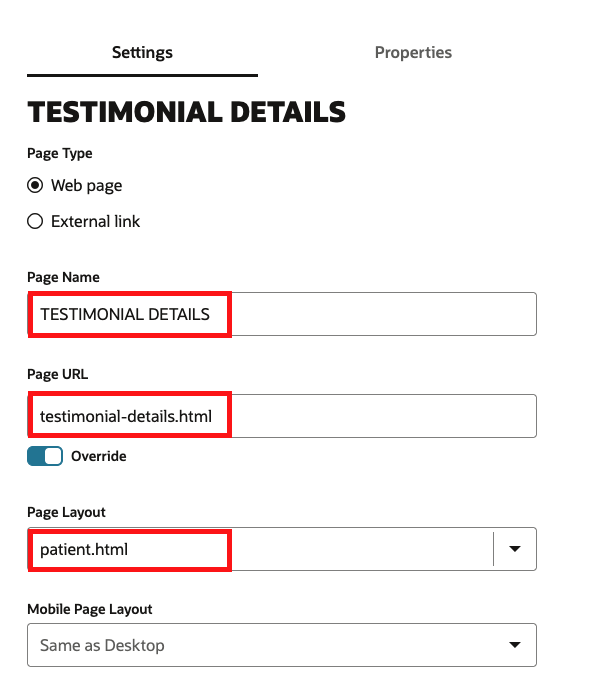 Settings
Properties
TESTIMONIAL DETAILS
Page Type
Web page
External link
Page Name
TESTIMONIAL DETAILS
Page URL
testimonial-details.html
Override
Page Layout
patient.html
Mobile Page Layout
Same as Desktop